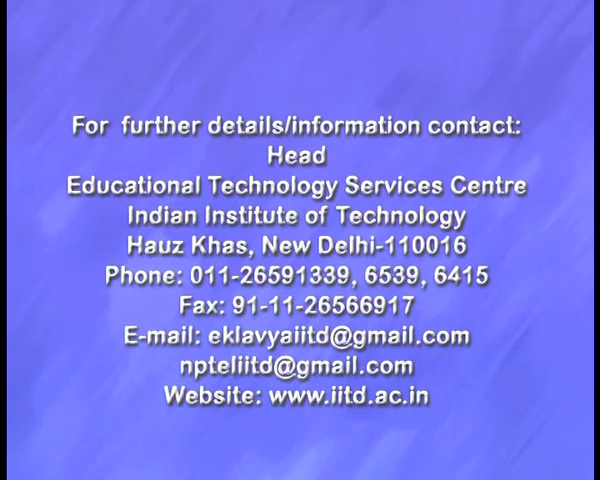 For further details/information contact:
Head
Educational Technology Services Centre
Indian Institute of Technology
Hauz Khas, New Delhi-110016
Phone: 011-26591339, 6539, 6415
Fax: 91-11-26566917
E-mail: eklavyaiitd@gmail.com
npteliitd@gmail.com
Website: www.iitd.ac.in